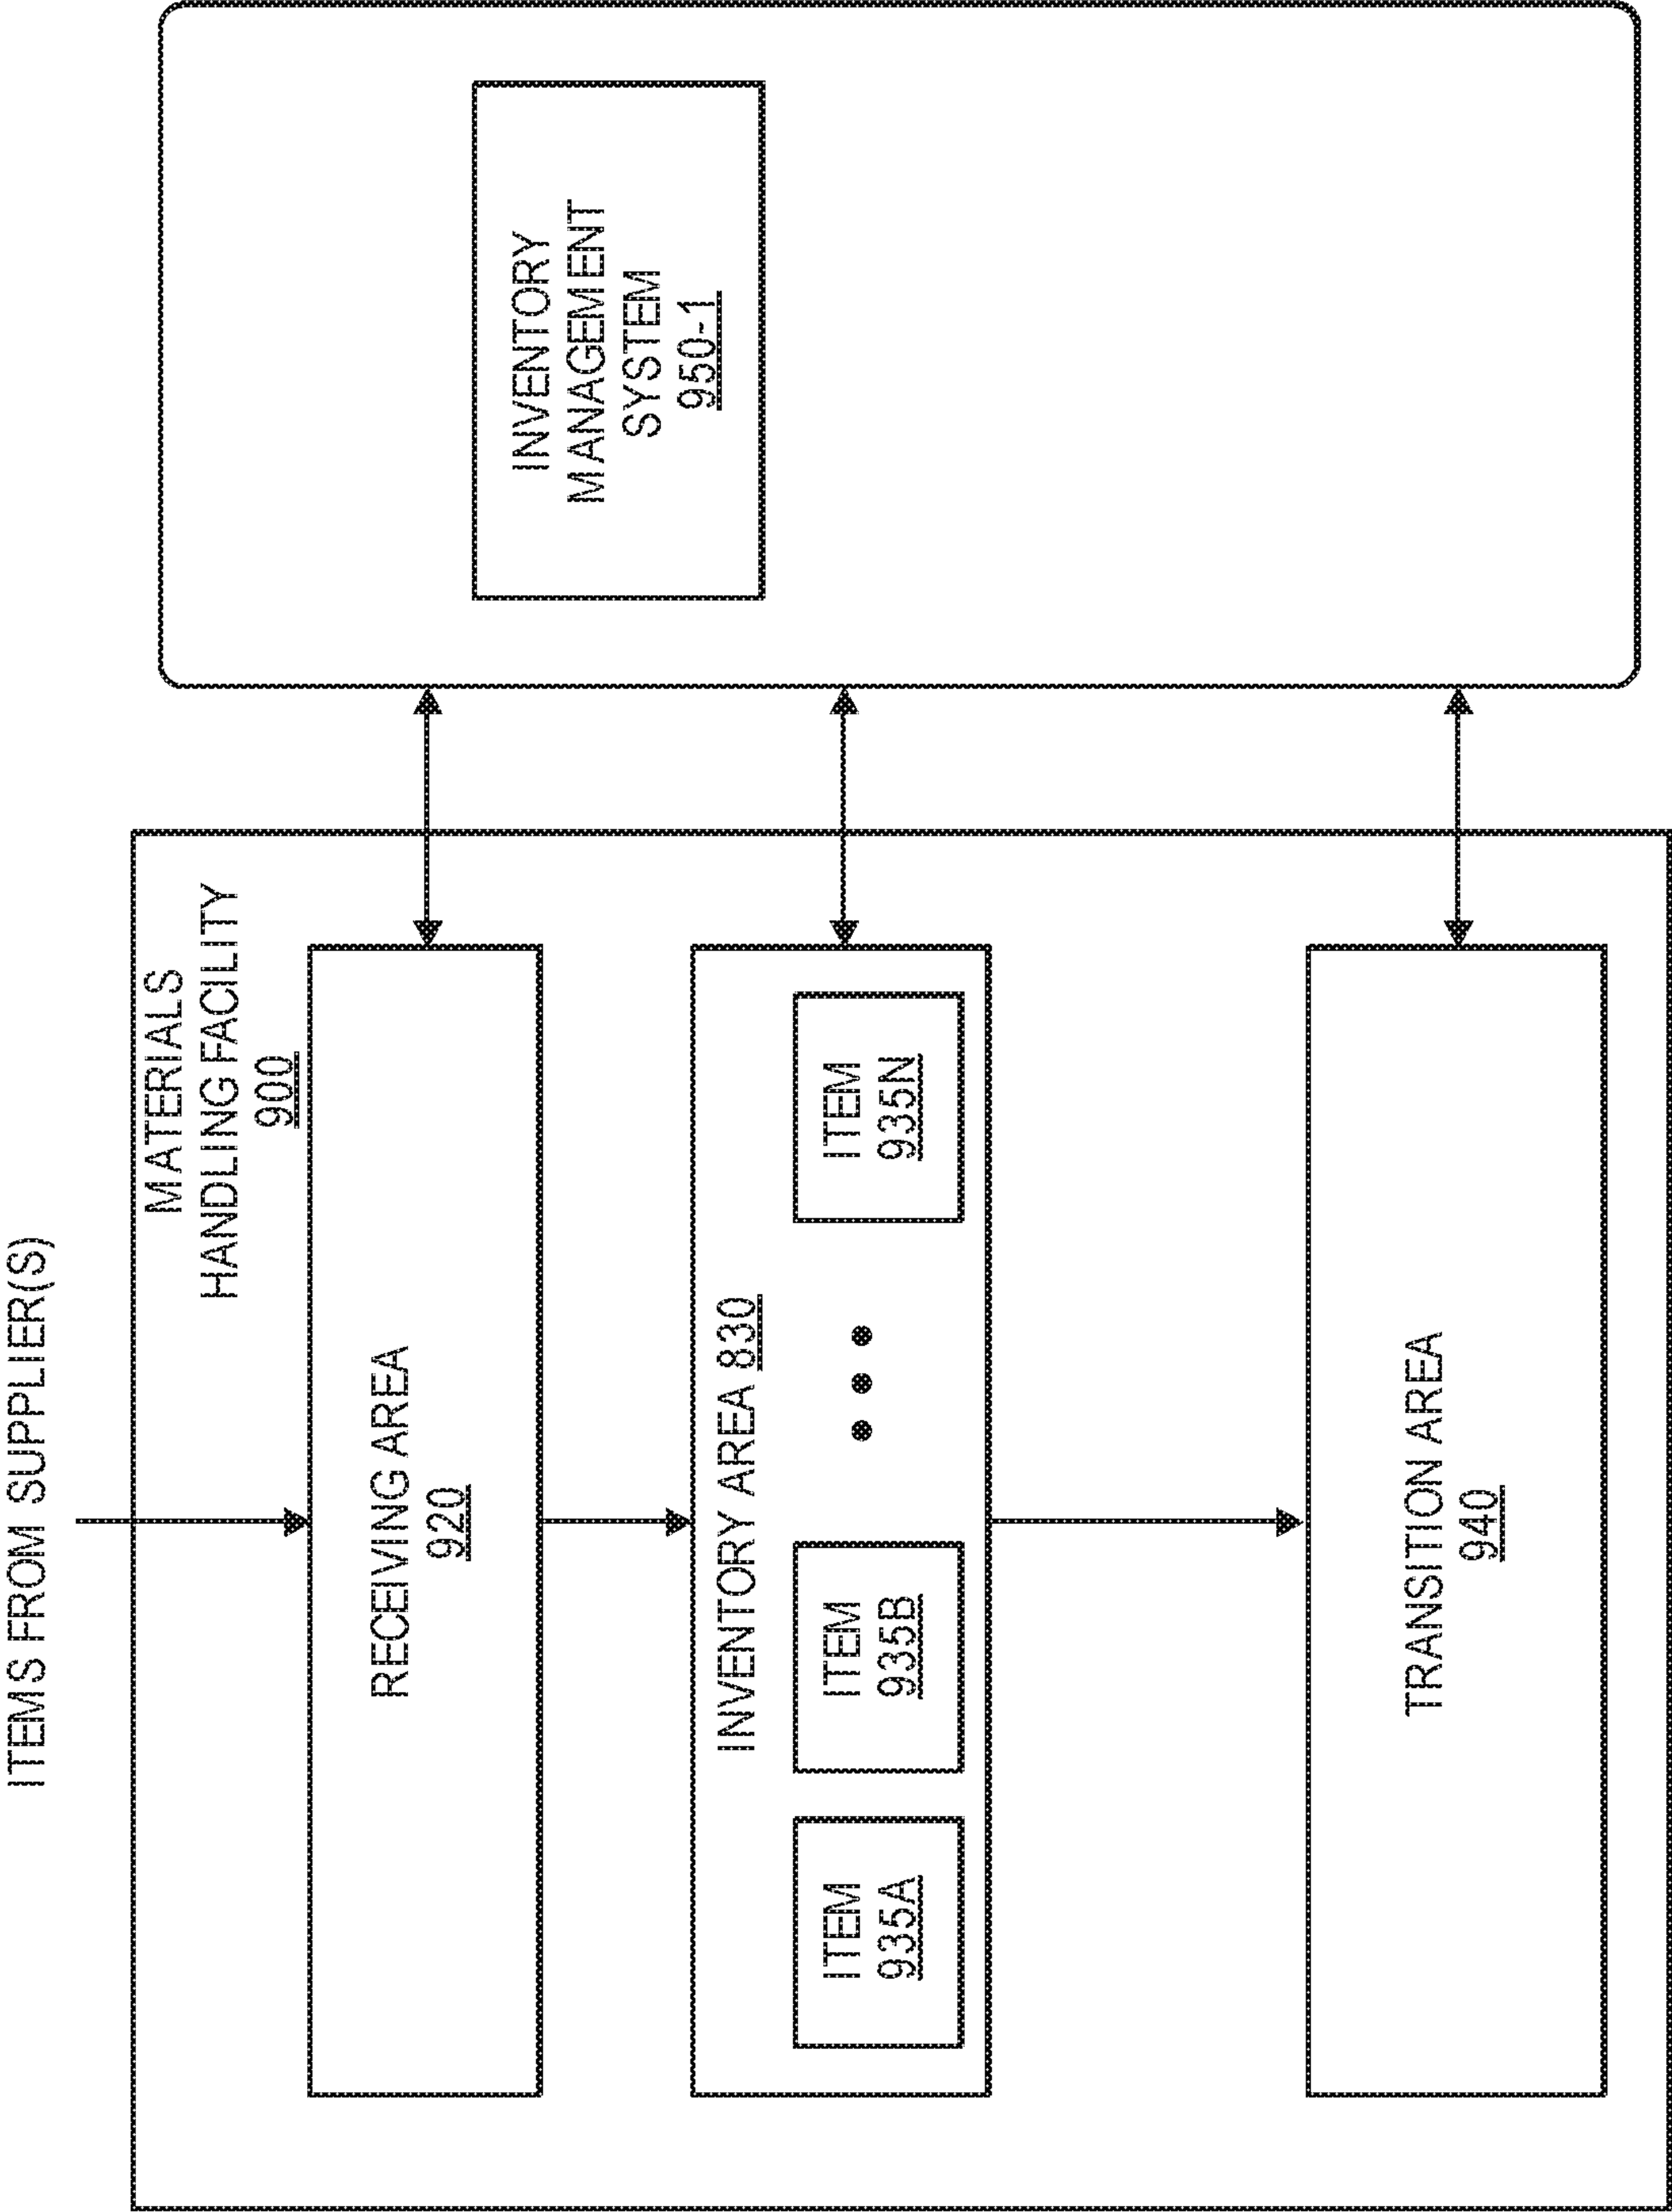 ITEMS FROM SUPPLIER(S)
MATERIALS
HANDLING FACILITY
900
RECEIVING AREA
920
INVENTORY AREA 830
ITEM
935A
ITEM
935B
ITEM
935N
TRANSITION AREA
940
INVENTORY
MANAGEMENT
SYSTEM
950-1